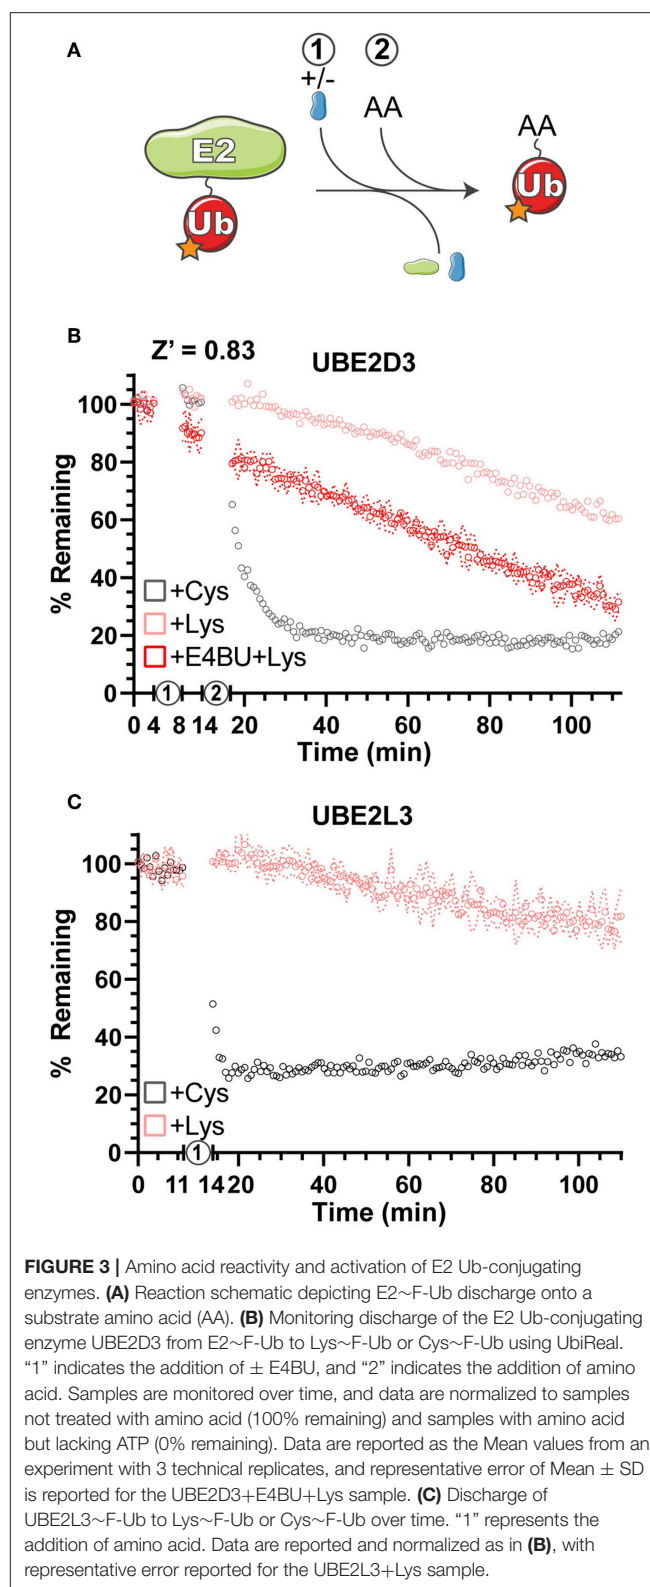 A
1
2
+/-
AA
AA
E2
Ub
Ub
B
Z' = 0.83
UBE2D3
% Remaining
100
80
60
40
20
0
+Cys
+Lys
+E4BU+Lys
1
2
0 4 8 14 20 40 60 80 100
Time (min)
C
UBE2L3
% Remaining
100
80
60
40
20
0
+Cys
+Lys
1
0 11 14 20 40 60 80 100
Time (min)
FIGURE 3 | Amino acid reactivity and activation of E2 Ub-conjugating
enzymes. (A) Reaction schematic depicting E2~F-Ub discharge onto a
substrate amino acid (AA). (B) Monitoring discharge of the E2 Ub-conjugating
enzyme UBE2D3 from E2~F-Ub to Lys~F-Ub or Cys~F-Ub using UbiReal.
“1” indicates the addition of ± E4BU, and “2” indicates the addition of amino
acid. Samples are monitored over time, and data are normalized to samples
not treated with amino acid (100% remaining) and samples with amino acid
but lacking ATP (0% remaining). Data are reported as the Mean values from an
experiment with 3 technical replicates, and representative error of Mean ± SD
is reported for the UBE2D3+E4BU+Lys sample. (C) Discharge of
UBE2L3~F-Ub to Lys~F-Ub or Cys~F-Ub over time. “1” represents the
addition of amino acid. Data are reported and normalized as in (B), with
representative error reported for the UBE2L3+Lys sample.